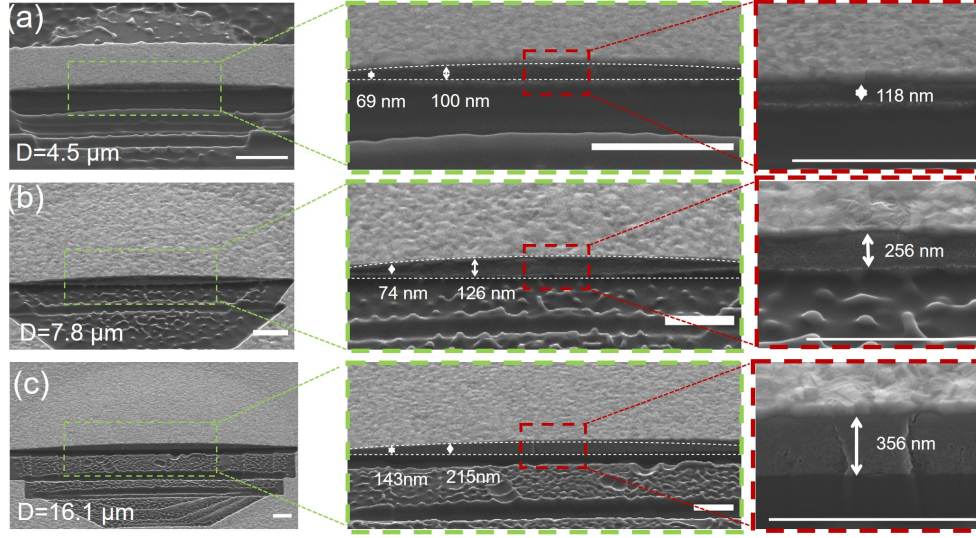 (a)
D=4.5 μm
69 nm
100 nm
118 nm
(b)
D=7.8 μm
74 nm
126 nm
256 nm
(c)
D=16.1 μm
143nm
215nm
356 nm